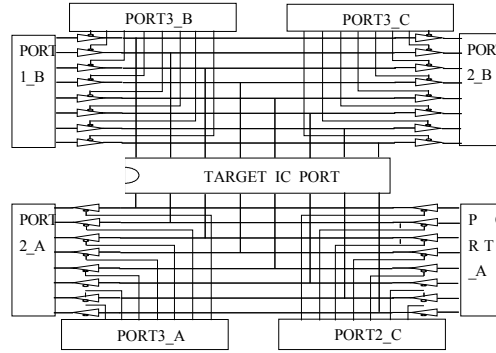 PORT3_B
PORT3_C
PORT
1_B
POR
2_B
TARGET IC PORT
PORT
2_A
P O
R T
_A
PORT3_A
PORT2_C